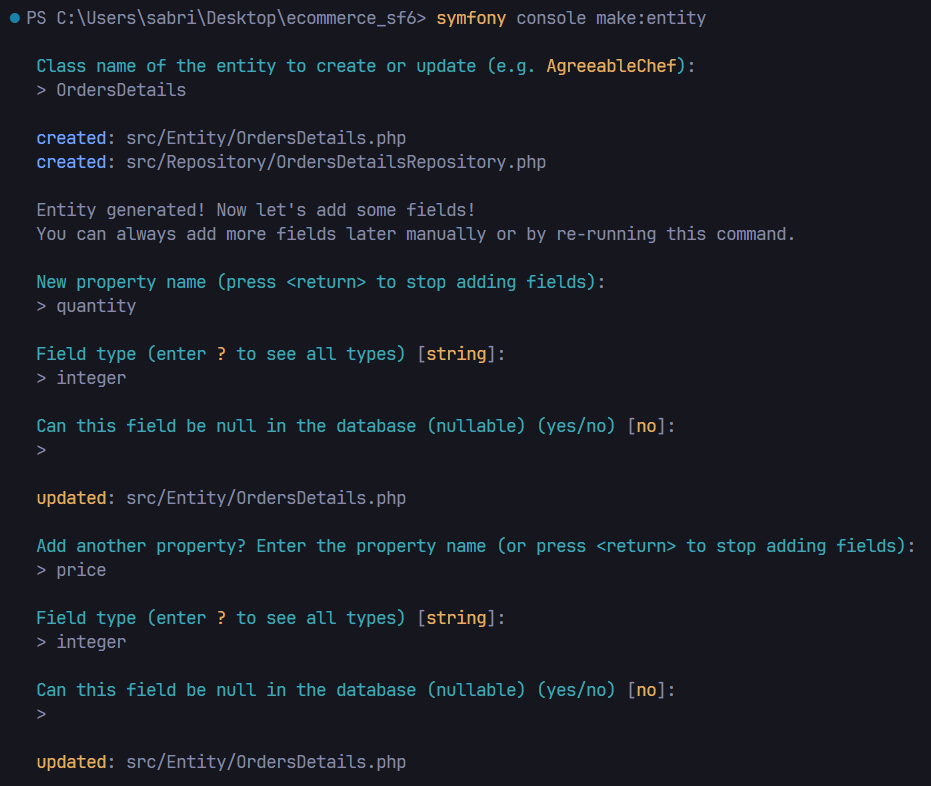 PS C:\Users\sabri\Desktop\ecommerce_sf6> symfony console make:entity
Class name of the entity to create or update (e.g. AgreeableChef):
> OrdersDetails
created: src/Entity/OrdersDetails.php
created: src/Repository/OrdersDetailsRepository.php
Entity generated! Now let's add some fields!
You can always add more fields later manually or by re-running this command.
New property name (press <return> to stop adding fields):
> quantity
Field type (enter ? to see all types) [string]:
> integer
Can this field be null in the database (nullable) (yes/no) [no]:
>
updated: src/Entity/OrdersDetails.php
Add another property? Enter the property name (or press <return> to stop adding fields):
> price
Field type (enter ? to see all types) [string]:
> integer
Can this field be null in the database (nullable) (yes/no) [no]:
>
updated: src/Entity/OrdersDetails.php